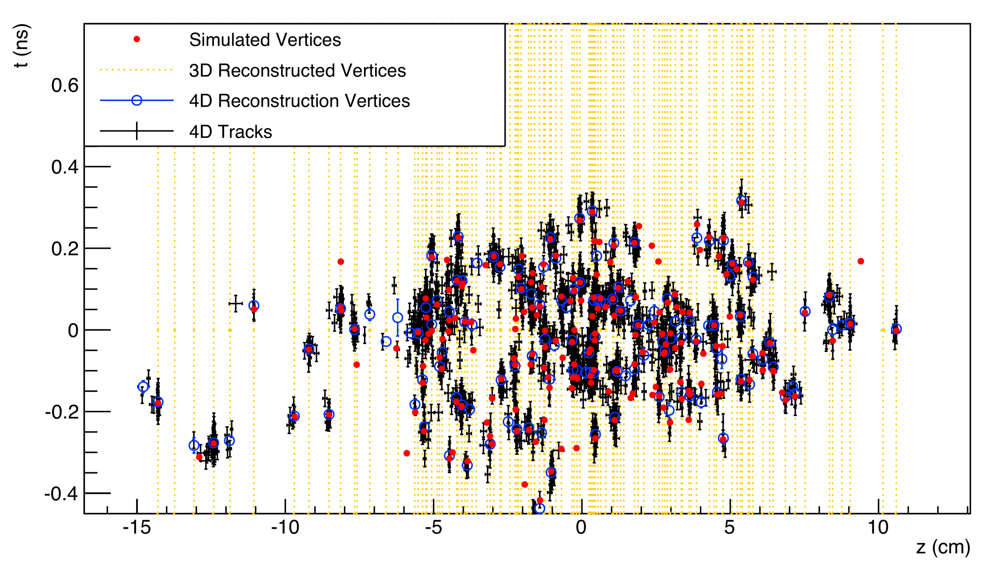 t (ns)
Simulated Vertices
3D Reconstructed Vertices
4D Reconstruction Vertices
4D Tracks
0.6
0.4
0.2
0
-0.2
-0.4
-15 -10 -5 0 5 10
z (cm)